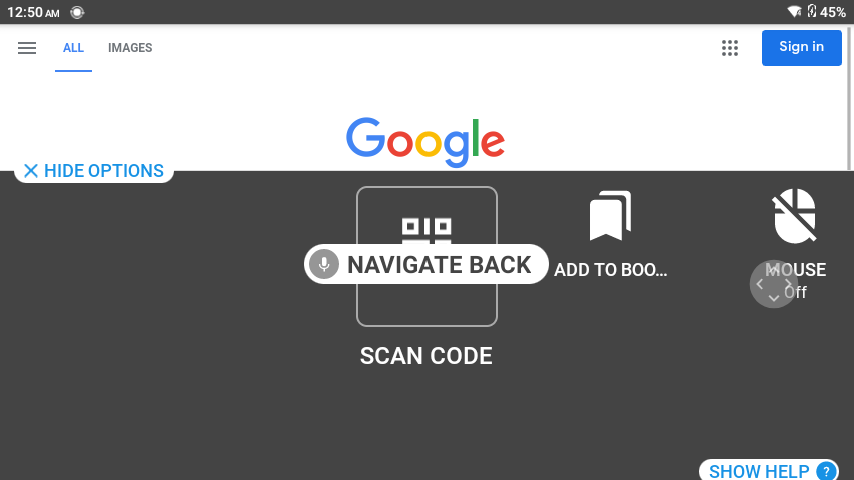 12:50 AM
45%
ALL IMAGES
Sign in
Google
HIDE OPTIONS
NAVIGATE BACK
ADD TO BOO...
MOUSE
Off
SCAN CODE
SHOW HELP ?